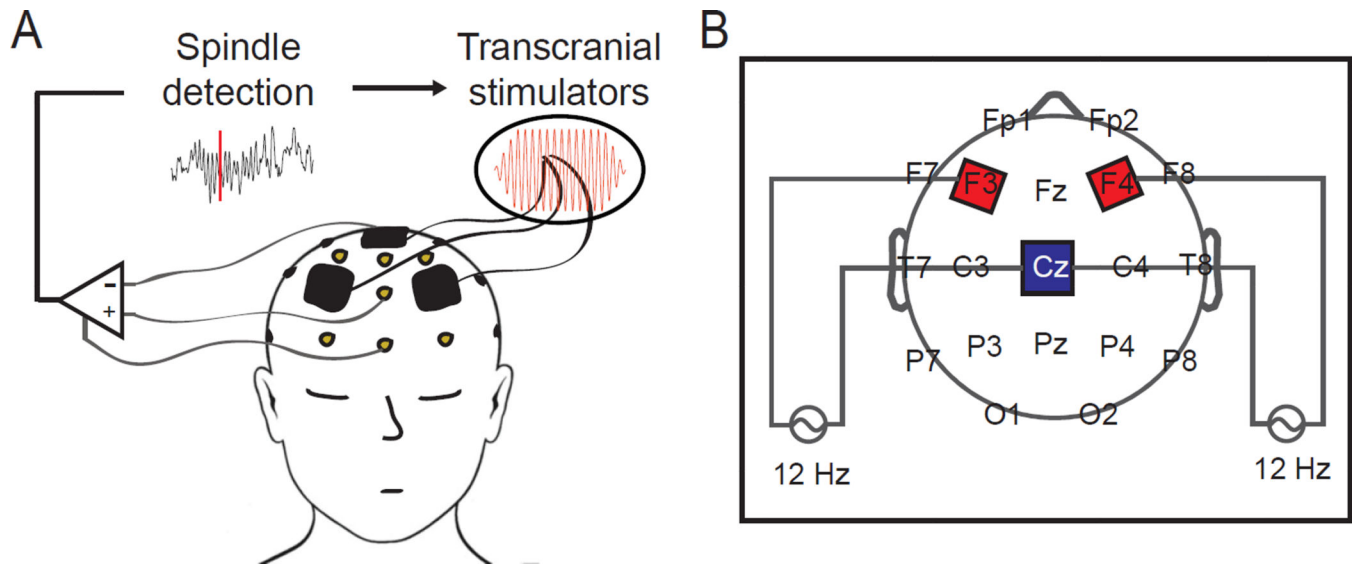 A
Spindle
detection
Transcranial
stimulators
-
+
B
Fp1 Fp2
F7 F3 Fz F4 F8
T7 C3 Cz C4 T8
P7 P3 Pz P4 P8
O1 O2
12 Hz 12 Hz